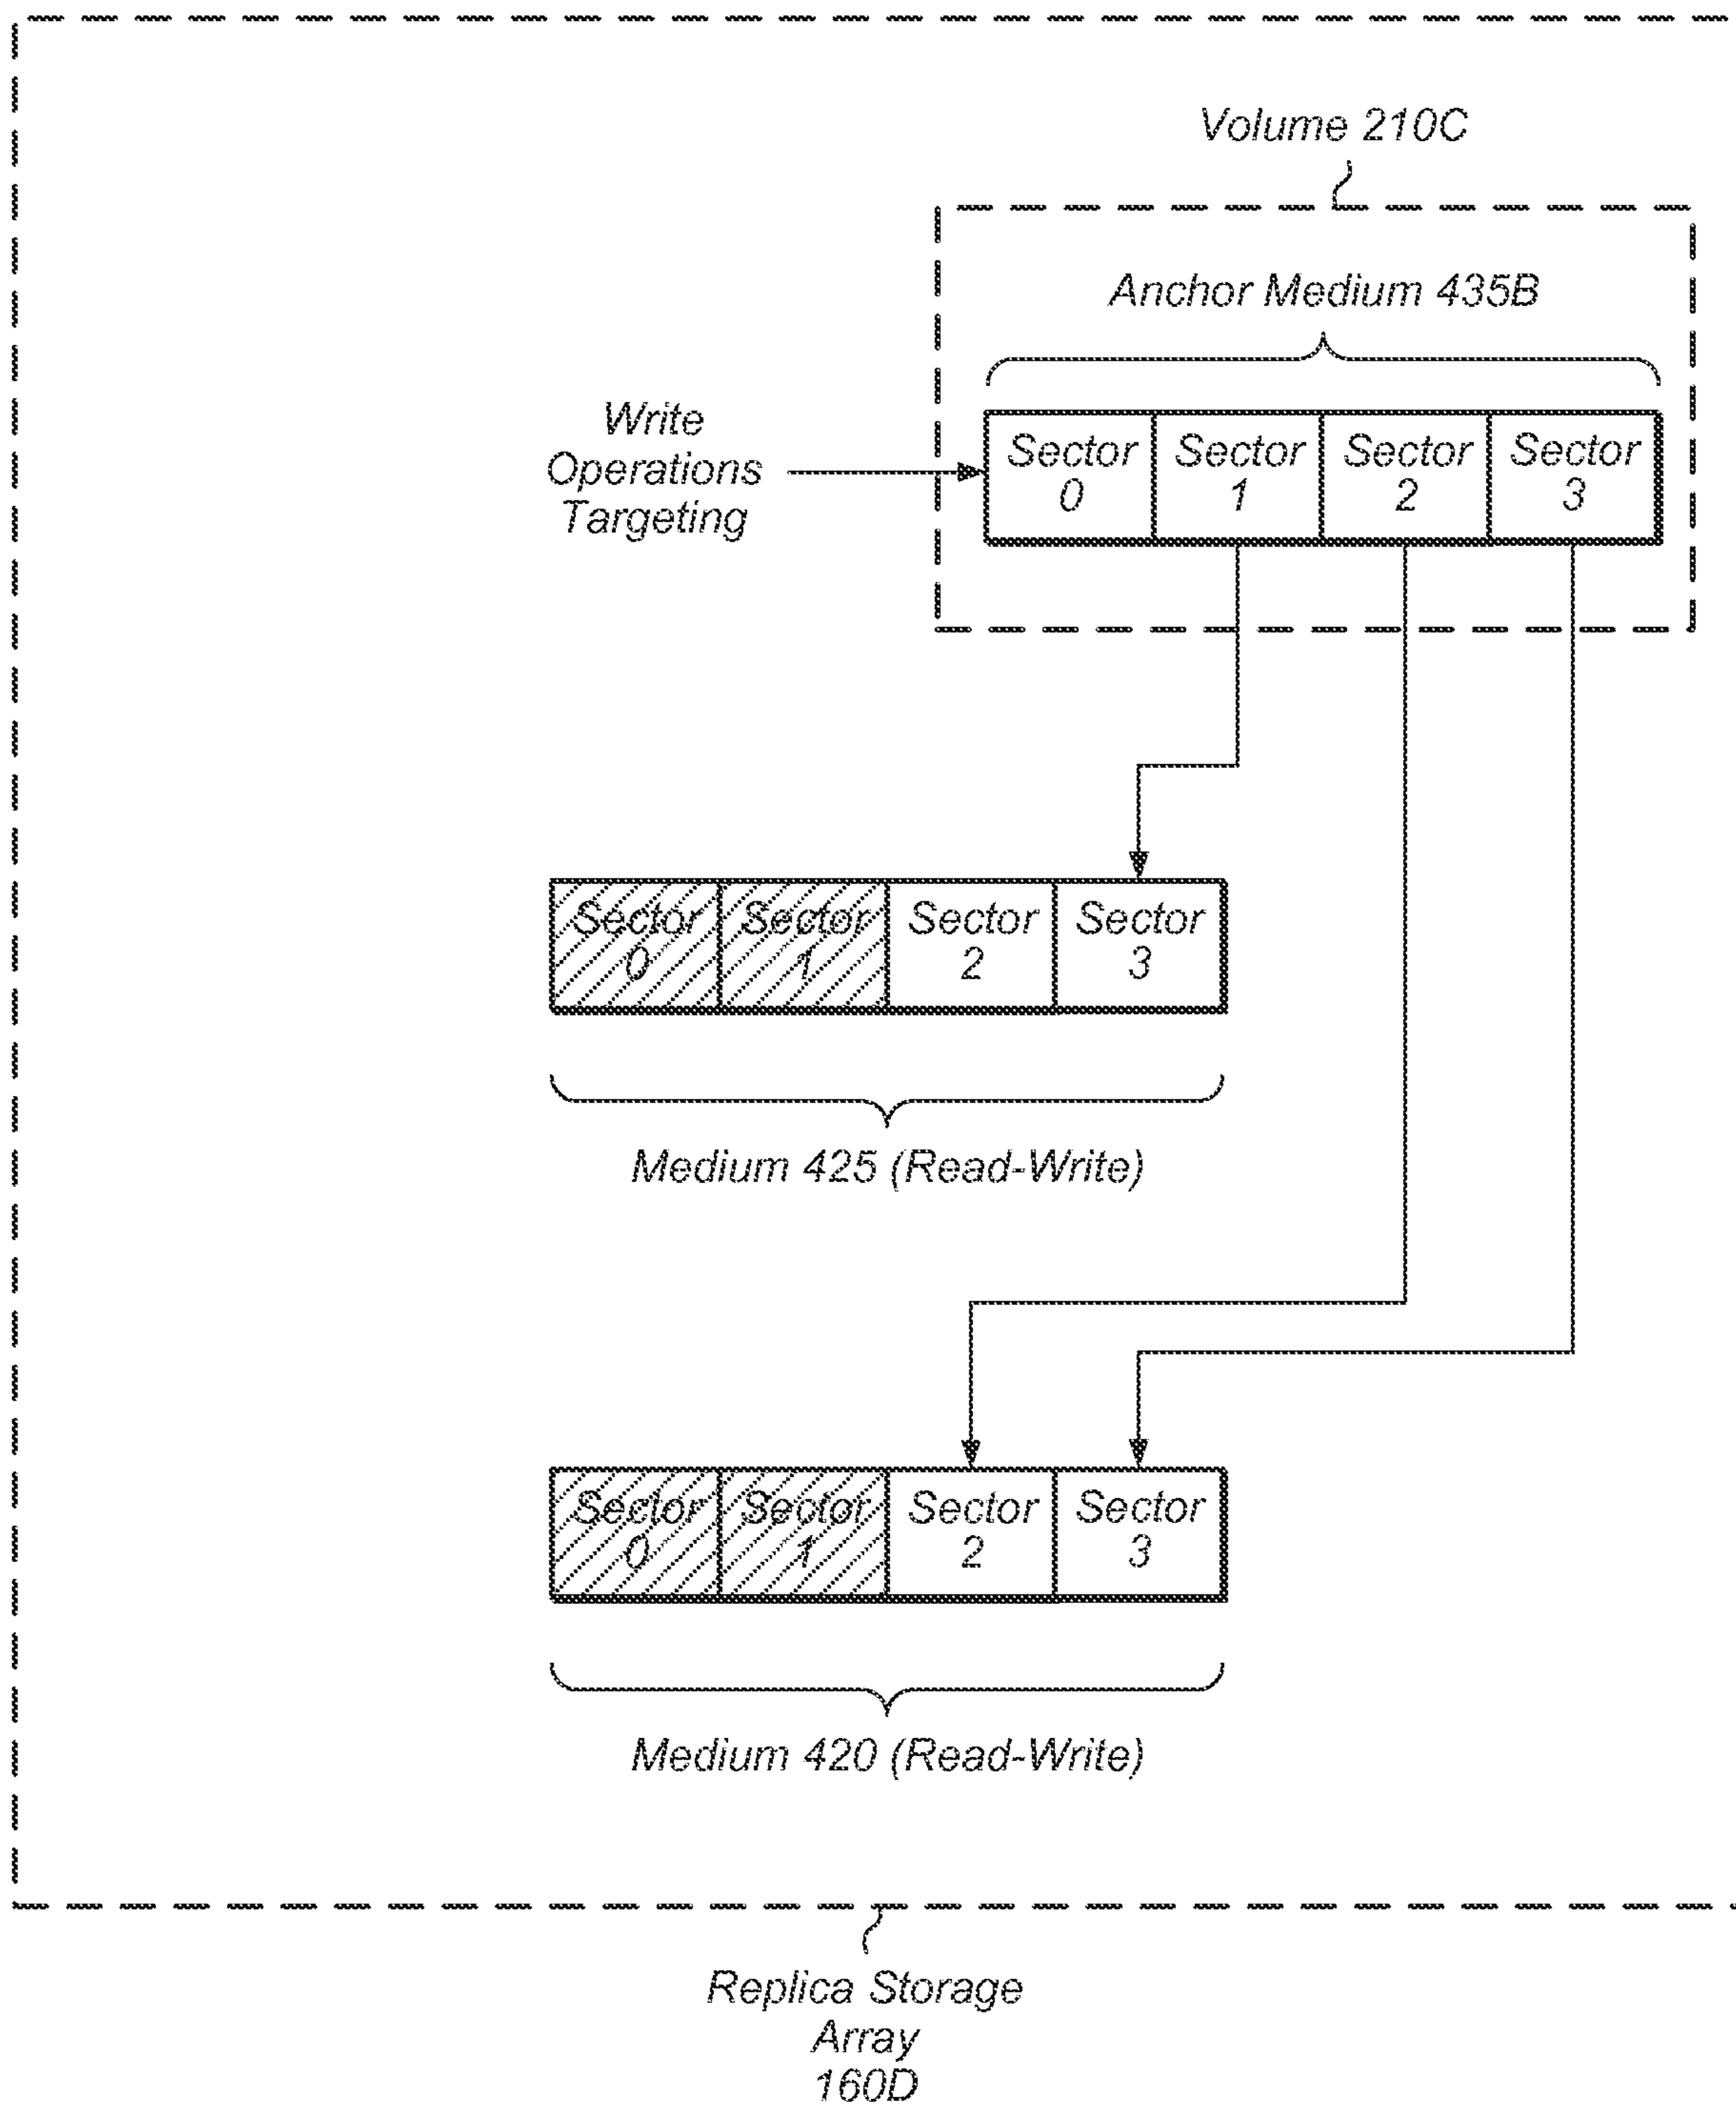 Volume 210C
Anchor Medium 435B
Write
Operations
Targeting
Sector
0
Sector
1
Sector
2
Sector
3
Sector
0
Sector
1
Sector
2
Sector
3
Medium 425 (Read-Write)
Sector
0
Sector
1
Sector
2
Sector
3
Medium 420 (Read-Write)
Replica Storage
Array
160D